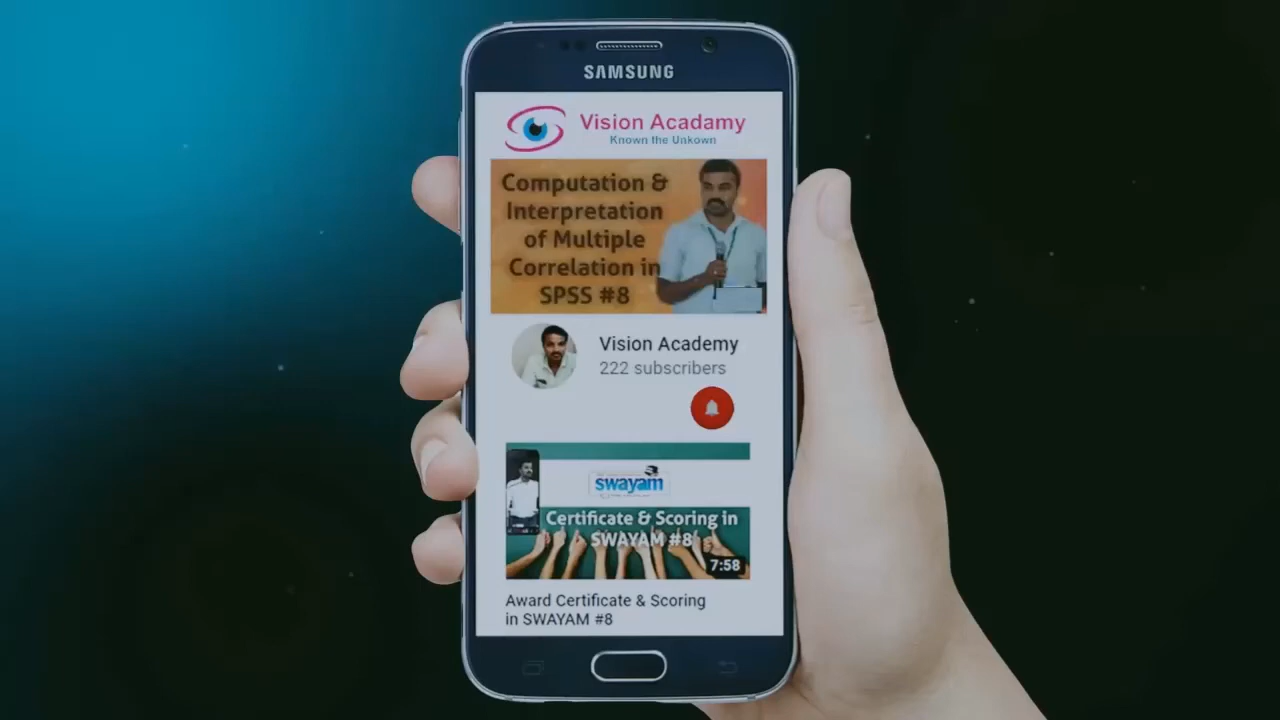 SAMSUNG
Vision Acadamy
Known the Unkown
Computation &
Interpretation
of Multiple
Correlation in
SPSS #8
Vision Academy
222 subscribers
swayam
Certificate & Scoring in
SWAYAM #8
7:58
Award Certificate & Scoring
in SWAYAM #8